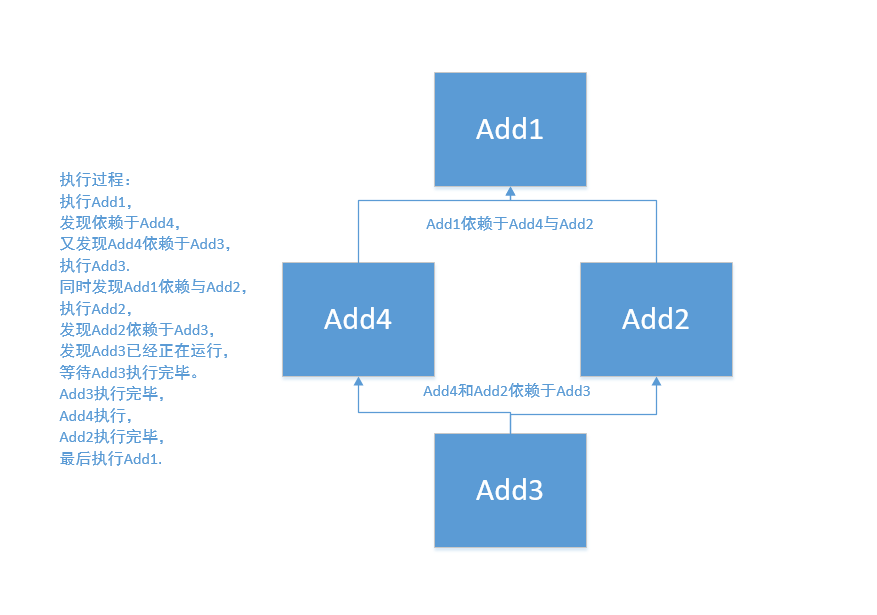 Add1
执行过程：
执行Add1，
发现依赖于Add4，
又发现Add4依赖于Add3，
执行Add3.
同时发现Add1依赖与Add2，
执行Add2，
发现Add2依赖于Add3，
发现Add3已经正在运行，
等待Add3执行完毕。
Add3执行完毕，
Add4执行，
Add2执行完毕，
最后执行Add1.
Add1依赖于Add4与Add2
Add4
Add2
Add4和Add2依赖于Add3
Add3